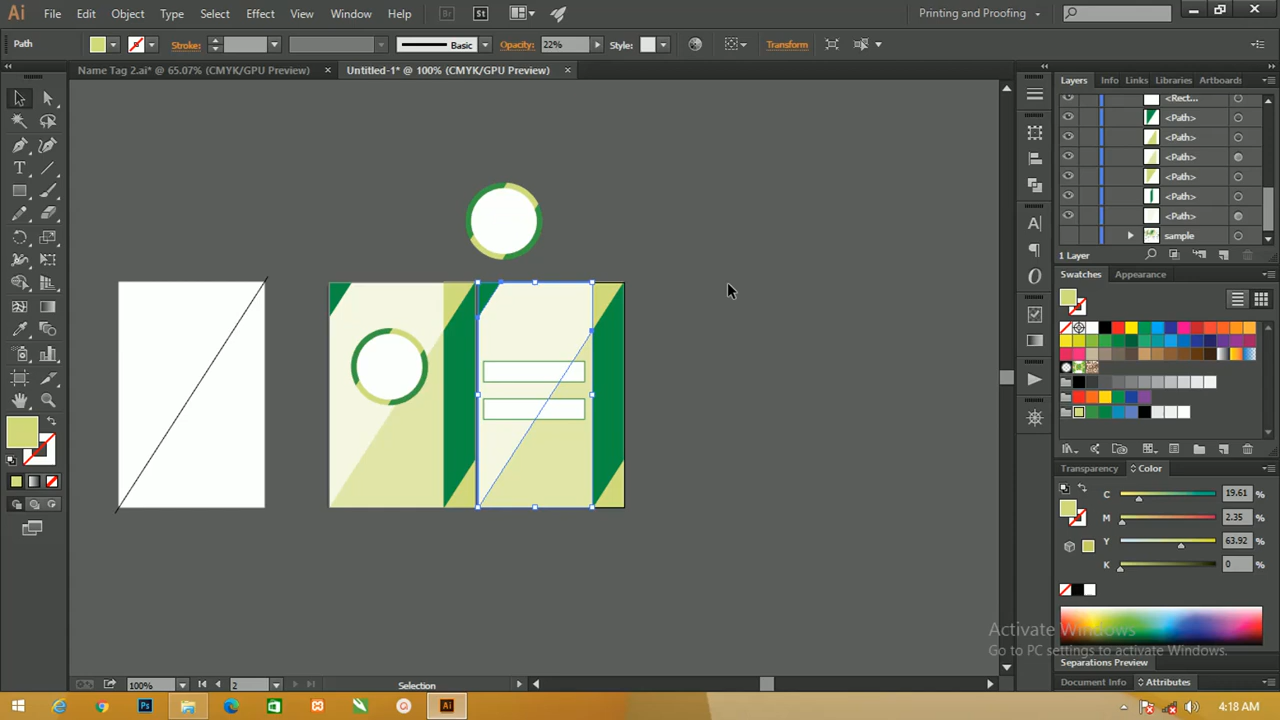 Ai File Edit Object Type Select Effect View Window Help Br St Printing and Proofing
Path Stroke: Basic Opacity: 22% Style: Transform
Name Tag 2.ai* @ 65.07% (CMYK/GPU Preview) × Untitled-1* @ 100% (CMYK/GPU Preview) ×
Layers Info Links Libraries Artboards
<Rect...
<Path>
<Path>
<Path>
<Path>
<Path>
<Path>
sample
1 Layer
Swatches Appearance
Transparency Color
C 19.61 %
M 2.35 %
Y 63.92 %
K 0 %
Activate Windows
Go to PC settings to activate Windows.
Separations Preview
Document Info Attributes
100% 2 Selection
Ps Ai 4:18 AM